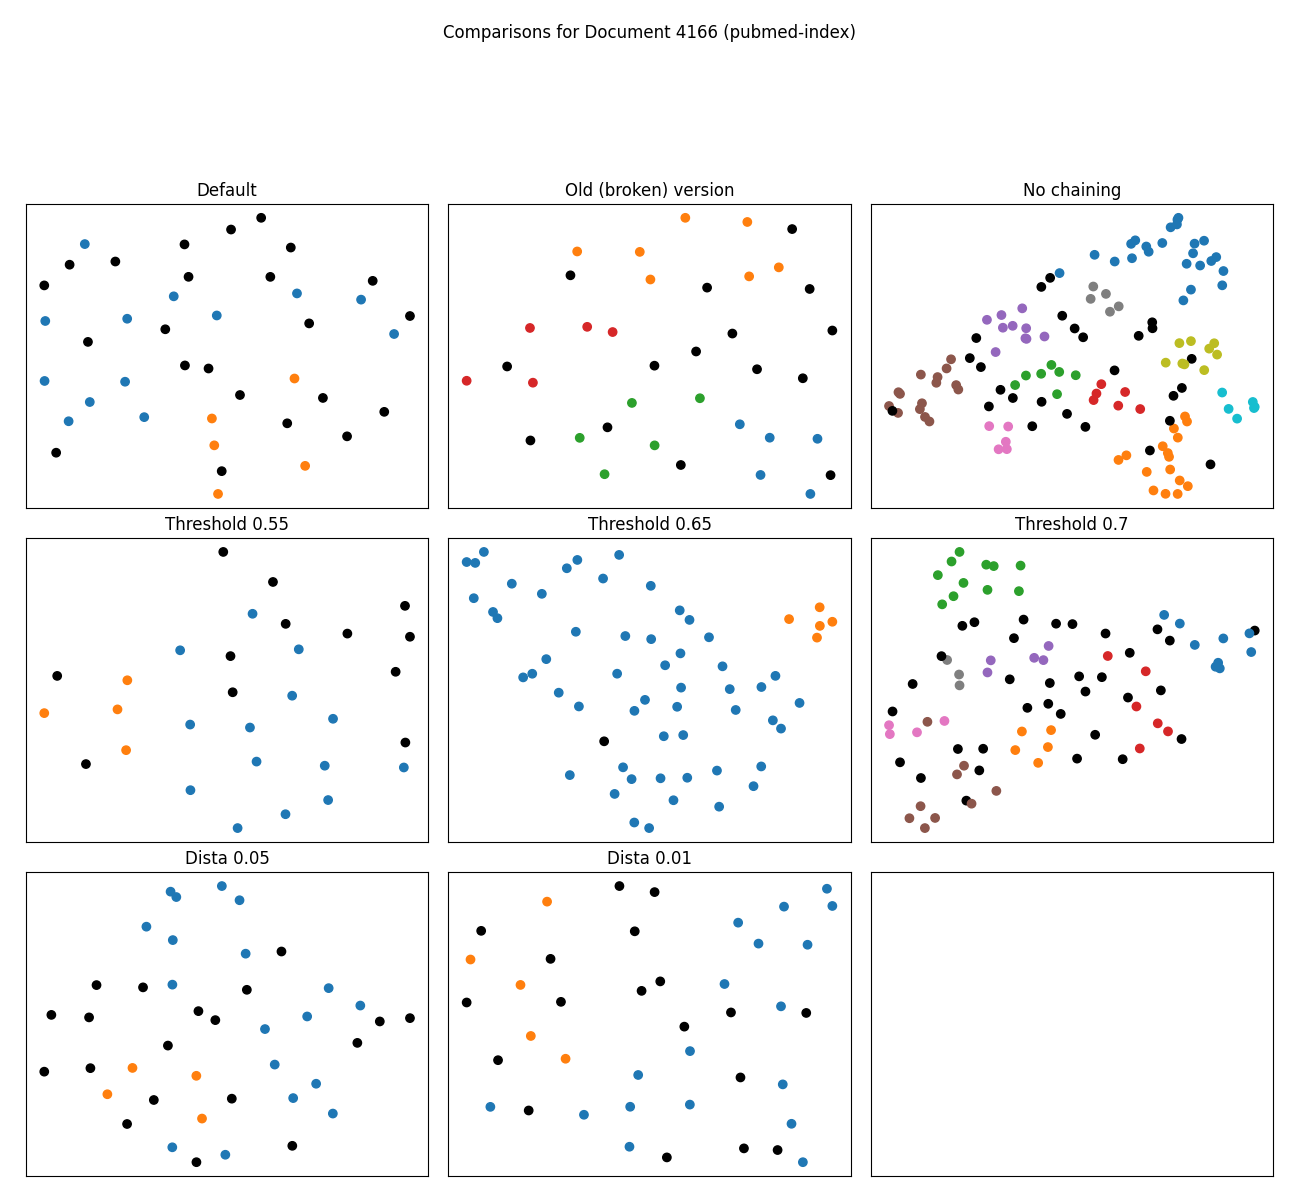 Comparisons for Document 4166 (pubmed-index)
Default
Old (broken) version
No chaining
Threshold 0.55
Threshold 0.65
Threshold 0.7
Dista 0.05
Dista 0.01